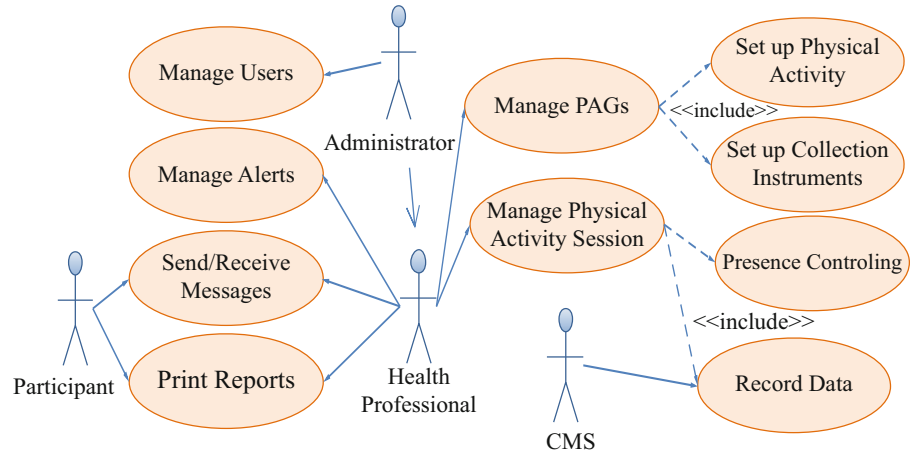 Manage Users
Administrator
Manage Alerts
Send/Receive
Messages
Print Reports
Participant
Health
Professional
Manage PAGs
<<include>>
Set up Physical
Activity
Set up Collection
Instruments
Manage Physical
Activity Session
Presence Controling
<<include>>
Record Data
CMS